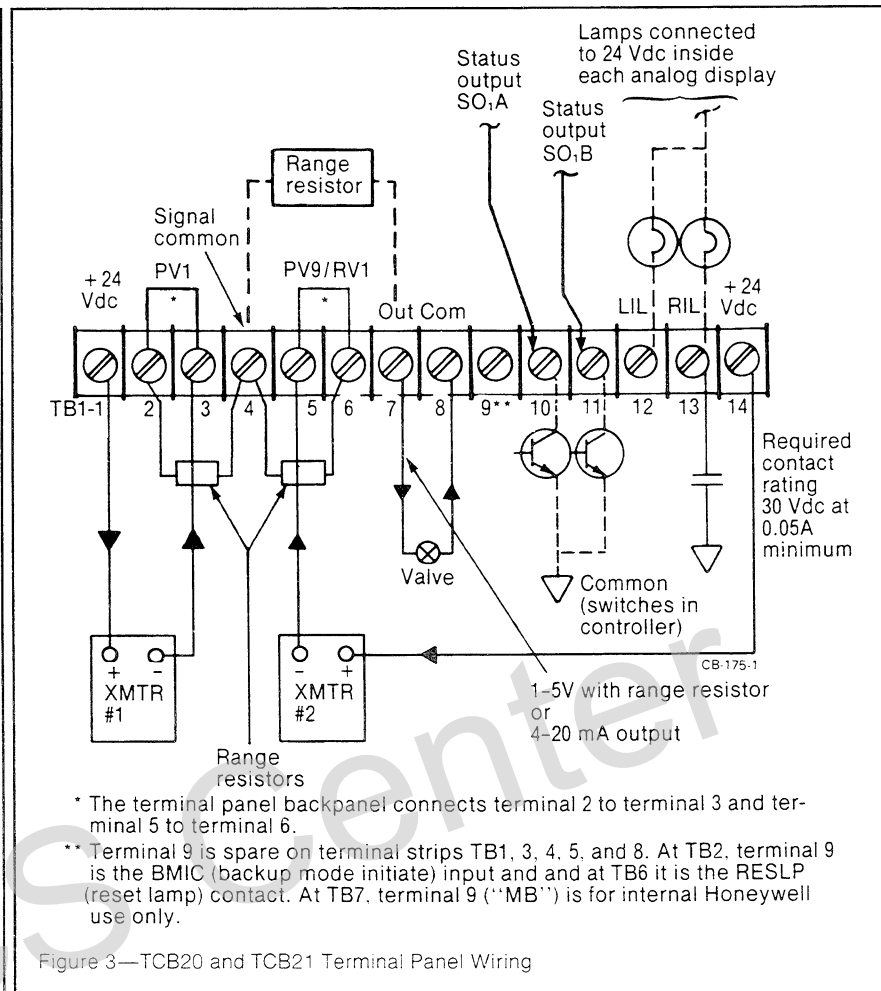 Lamps connected
to 24 Vdc inside
each analog display
Status
output
SO₁A
Status
output
SO₁B
Range
resistor
Signal
common
+24
Vdc
PV1
*
PV9/RV1
*
Out Com
LIL
RIL
+24
Vdc
TB1-1 2 3 4 5 6 7 8 9** 10 11 12 13 14
Required
contact
rating
30 Vdc at
0.05A
minimum
Valve
Common
(switches in
controller)
CB-175-1
+ -
XMTR
#1
- +
XMTR
#2
1-5V with range resistor
or
4-20 mA output
Range
resistors
* The terminal panel backpanel connects terminal 2 to terminal 3 and ter-
minal 5 to terminal 6.
** Terminal 9 is spare on terminal strips TB1, 3, 4, 5, and 8. At TB2, terminal 9
is the BMIC (backup mode initiate) input and and at TB6 it is the RESLP
(reset lamp) contact. At TB7, terminal 9 ("MB") is for internal Honeywell
use only.
Figure 3—TCB20 and TCB21 Terminal Panel Wiring
S Center